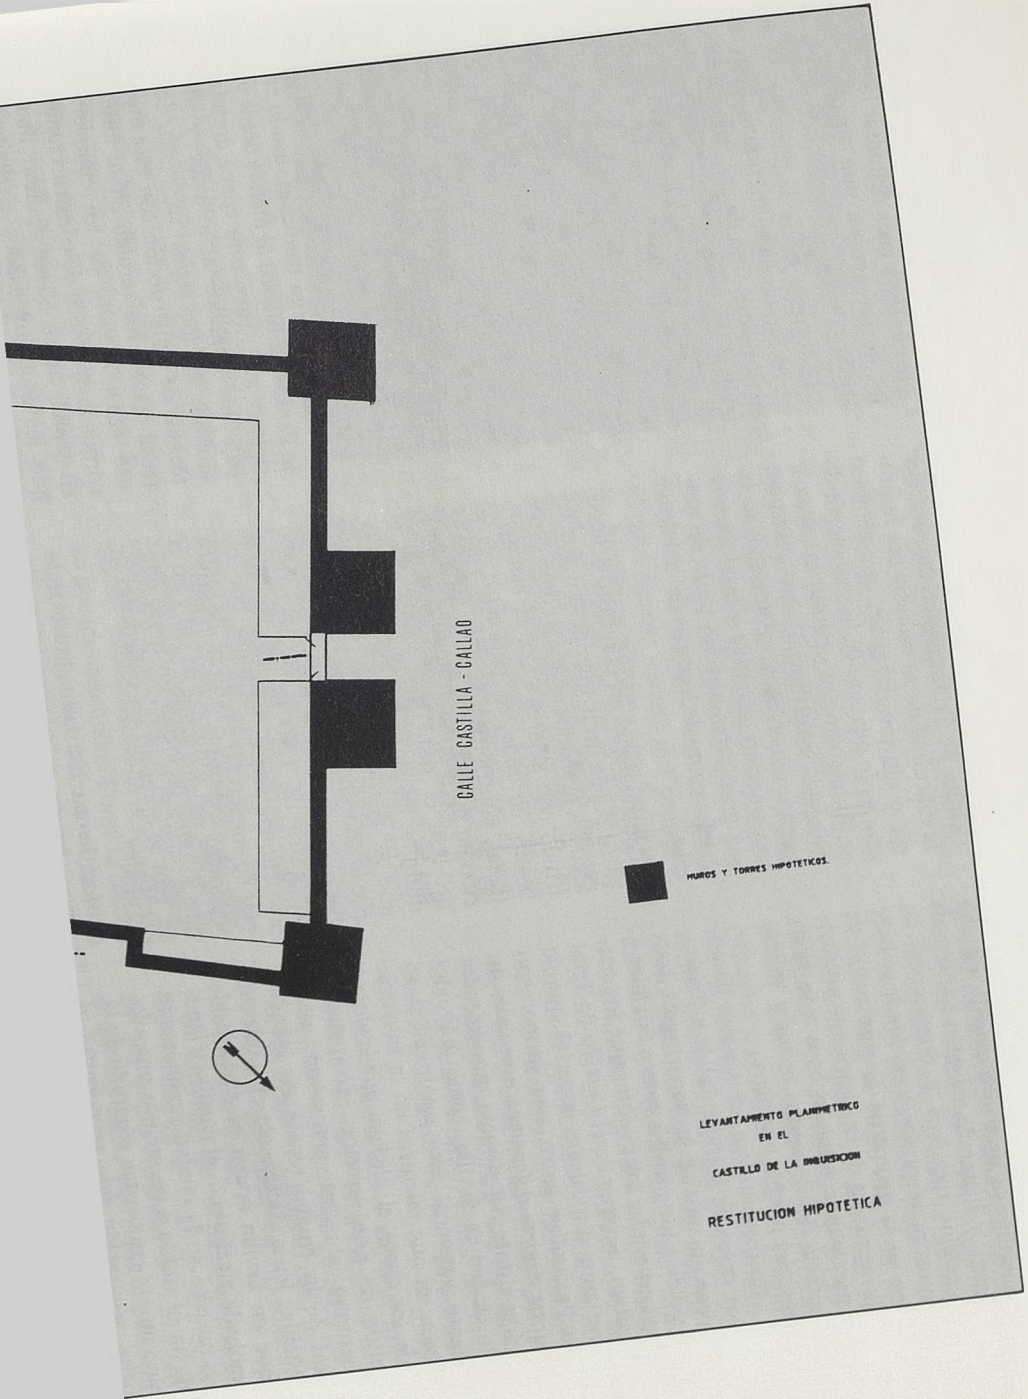 CALLE CASTILLA - CALLAO
MUROS Y TORRES HIPOTETICOS.
N
LEVANTAMIENTO PLANIMETRICO
EN EL
CASTILLO DE LA INQUISICION
RESTITUCION HIPOTETICA